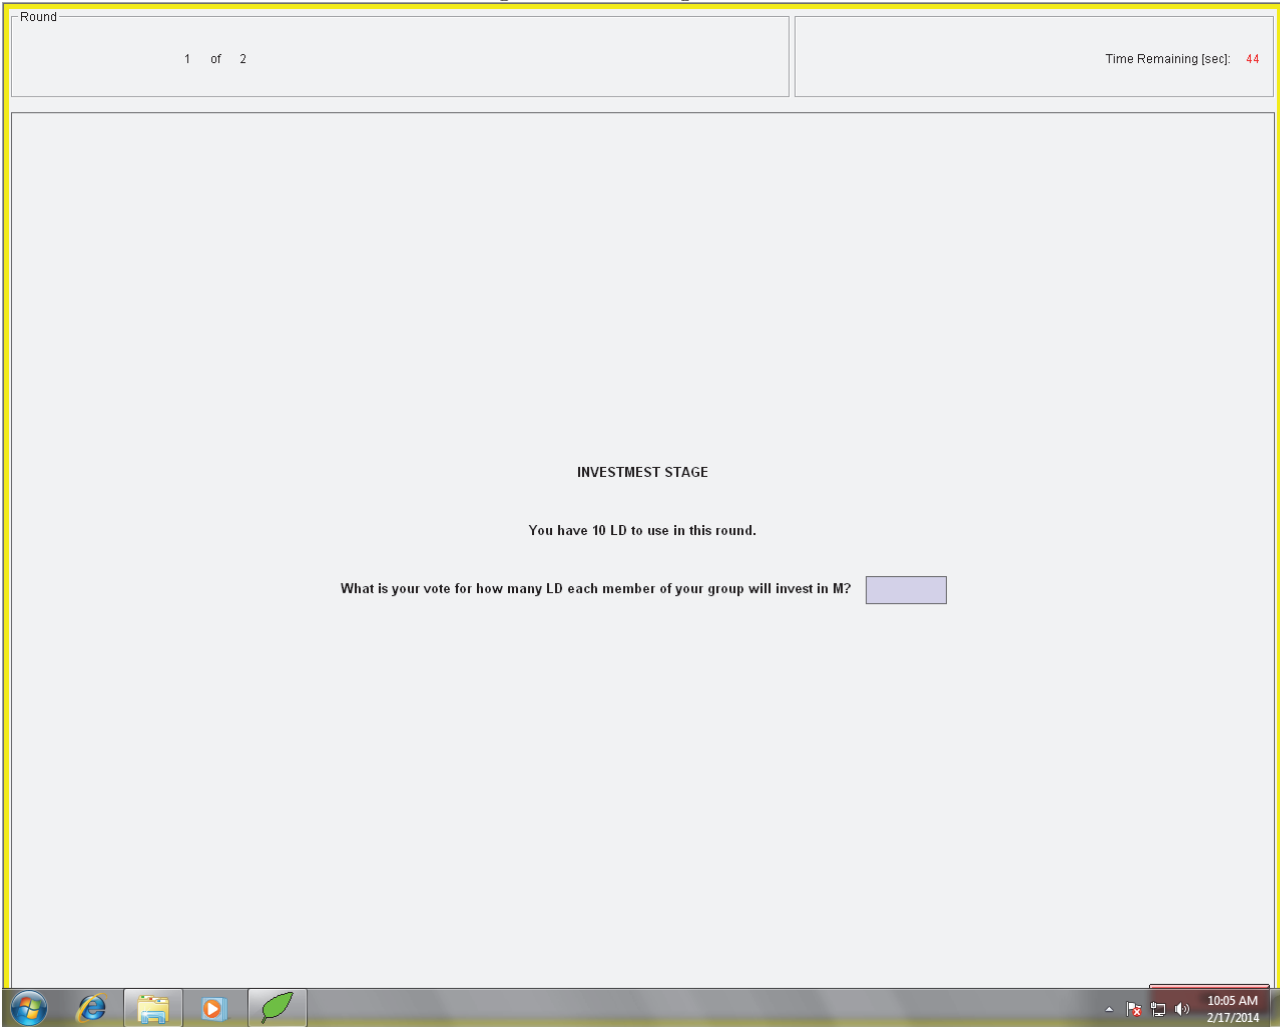 Round
1 of 2
Time Remaining [sec]: 44
INVESTMEST STAGE
You have 10 LD to use in this round.
What is your vote for how many LD each member of your group will invest in M?
10:05 AM
2/17/2014